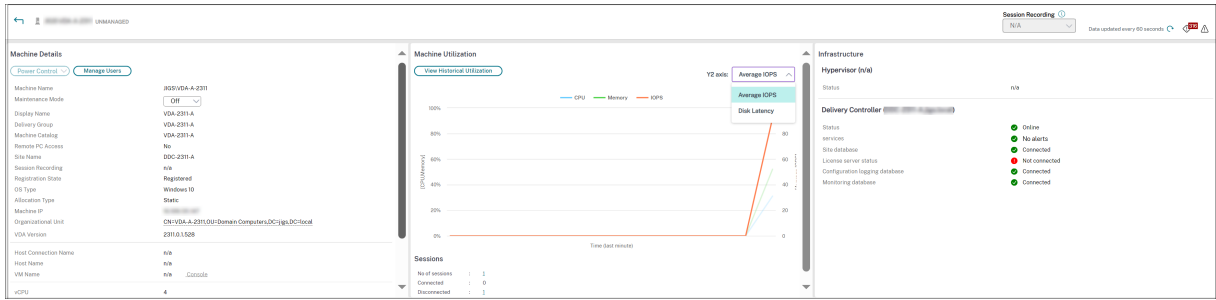 UNMANAGED
Session Recording
N/A
Data updated every 60 seconds
316
Machine Details
Power Control
Manage Users
Machine Name JIGS\VDA-A-2311
Maintenance Mode Off
Display Name VDA-2311-A
Delivery Group VDA-2311-A
Machine Catalog VDA-2311-A
Remote PC Access No
Site Name DDC-2311-A
Session Recording n/a
Registration State Registered
OS Type Windows 10
Allocation Type Static
Machine IP
Organizational Unit CN=VDA-A-2311,OU=Domain Computers,DC=jigs,DC=local
VDA Version 2311.0.1.528
Host Connection Name n/a
Host Name n/a
VM Name n/a Console
vCPU 4
Machine Utilization
View Historical Utilization
Y2 axis: Average IOPS
Average IOPS
Disk Latency
CPU Memory IOPS
100%
80% 80
60% 60
40% 40
20% 20
0% 0
(CPU,Memory)
Time (last minute)
Sessions
No of sessions : 1
Connected : 0
Disconnected : 1
Infrastructure
Hypervisor (n/a)
Status n/a
Delivery Controller
Status Online
services No alerts
Site database Connected
License server status Not connected
Configuration logging database Connected
Monitoring database Connected